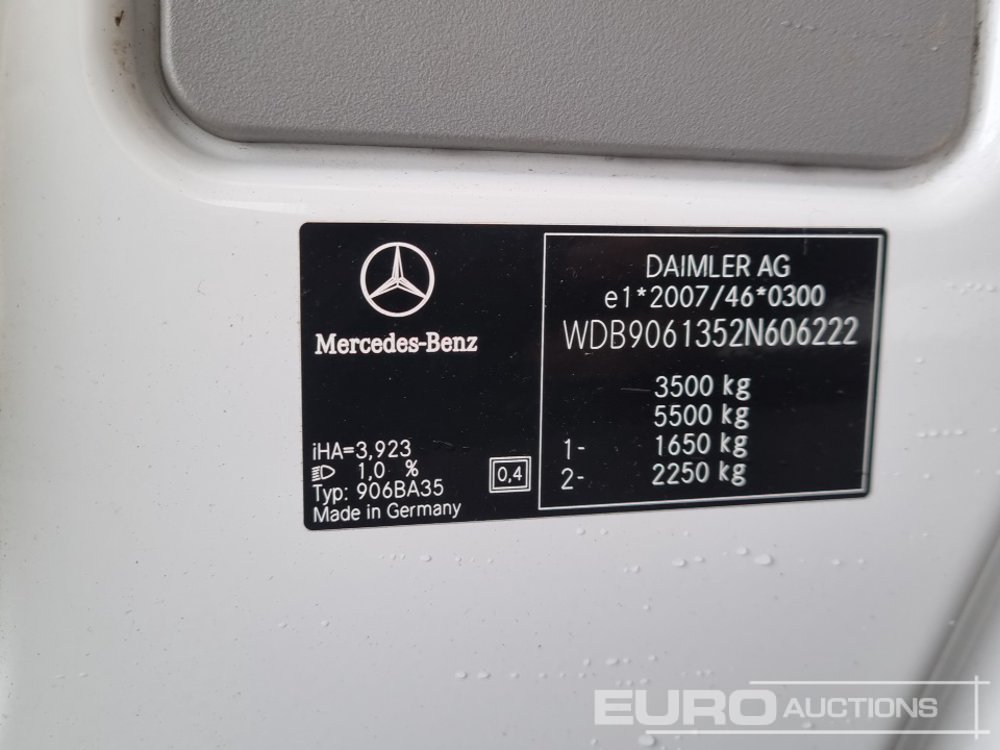 Mercedes-Benz
iHA=3,923
1,0 %
Typ: 906BA35
Made in Germany
0,4
DAIMLER AG
e1*2007/46*0300
WDB9061352N606222
3500 kg
5500 kg
1- 1650 kg
2- 2250 kg
EURO AUCTIONS